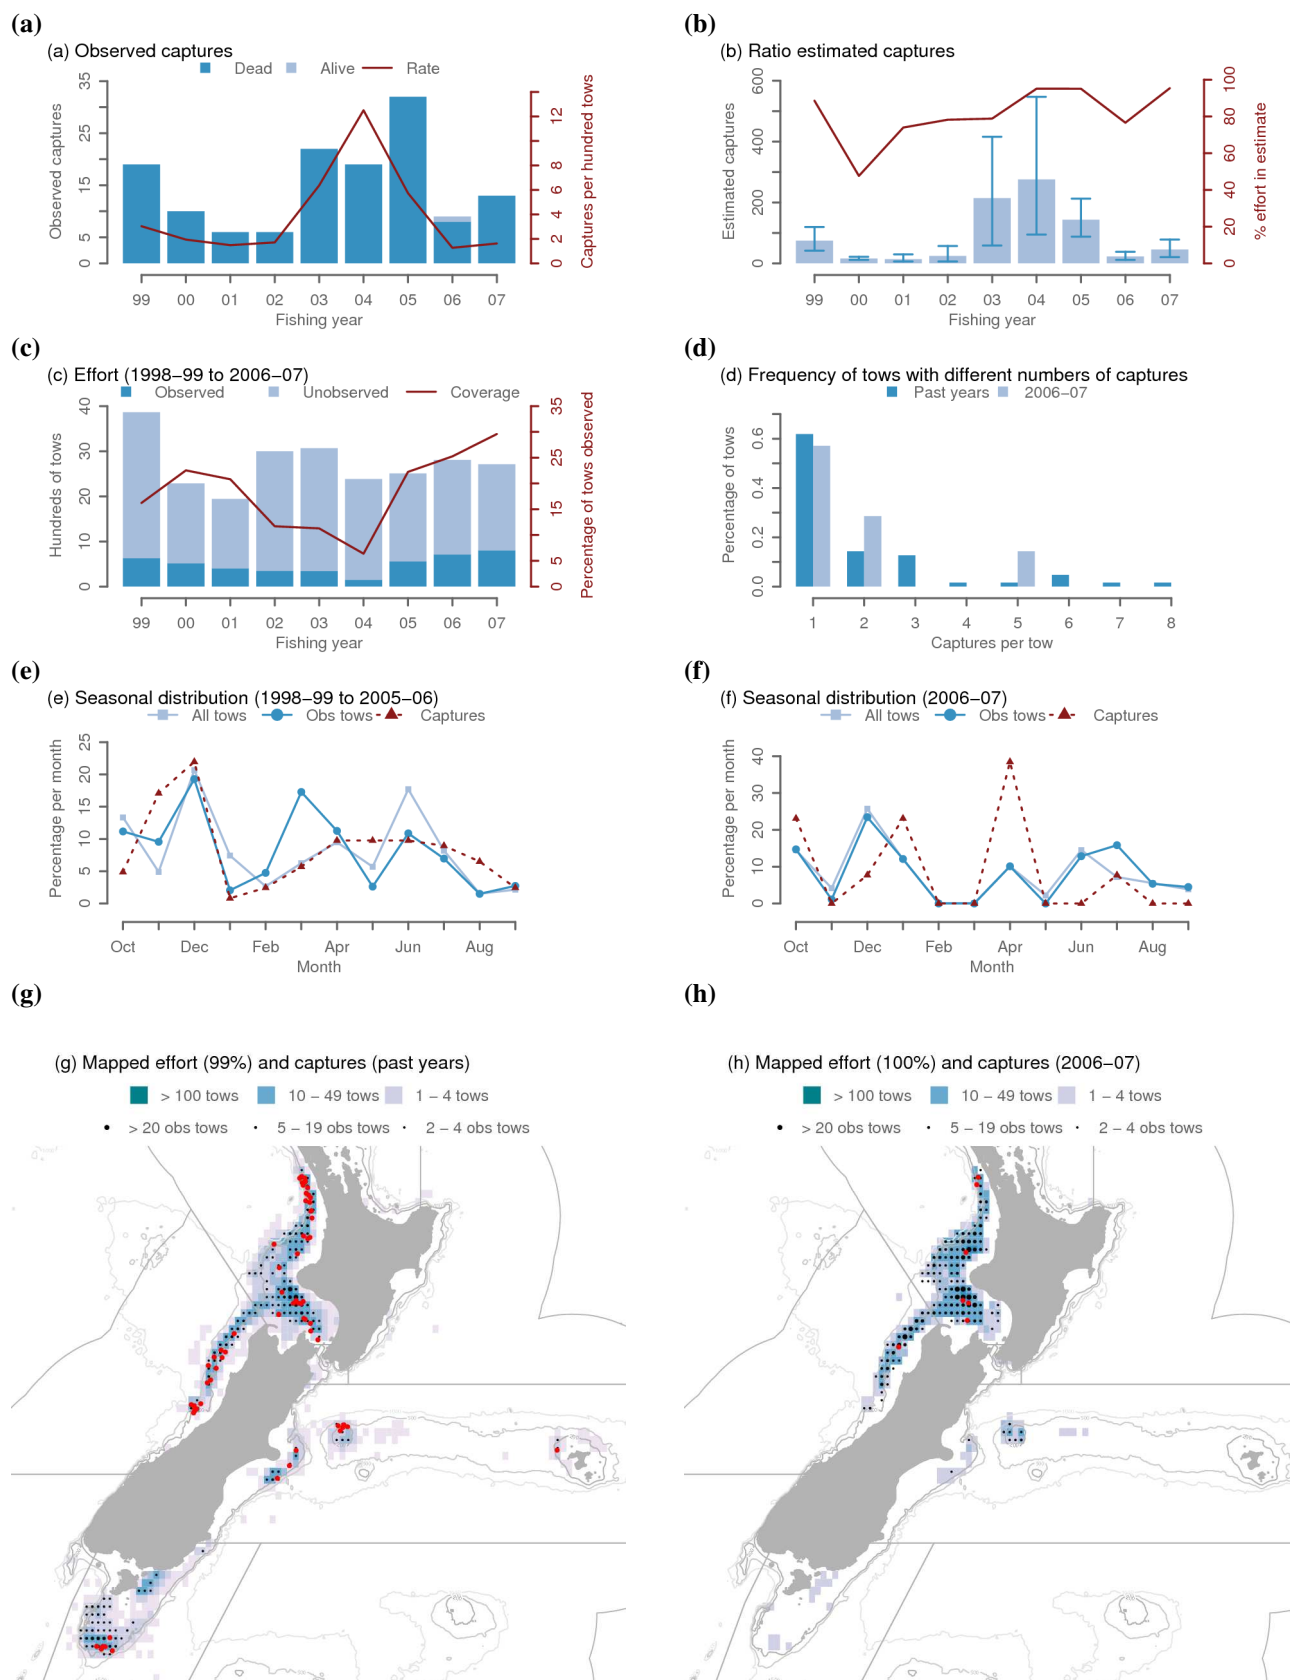 (a)
(a) Observed captures
Dead Alive Rate
Observed captures
0 5 15 25 35
Captures per hundred tows
0 2 4 6 8 12
99 00 01 02 03 04 05 06 07
Fishing year
(b)
(b) Ratio estimated captures
Estimated captures
0 200 400 600
% effort in estimate
0 20 40 60 80 100
99 00 01 02 03 04 05 06 07
Fishing year
(c)
(c) Effort (1998−99 to 2006−07)
Observed Unobserved Coverage
Hundreds of tows
0 10 20 30 40
Percentage of tows observed
0 5 15 25 35
99 00 01 02 03 04 05 06 07
Fishing year
(d)
(d) Frequency of tows with different numbers of captures
Past years 2006−07
Percentage of tows
0.0 0.2 0.4 0.6
1 2 3 4 5 6 7 8
Captures per tow
(e)
(e) Seasonal distribution (1998−99 to 2005−06)
All tows Obs tows Captures
Percentage per month
0 5 10 15 20 25
Oct Dec Feb Apr Jun Aug
Month
(f)
(f) Seasonal distribution (2006−07)
All tows Obs tows Captures
Percentage per month
0 10 20 30 40
Oct Dec Feb Apr Jun Aug
Month
(g)
(g) Mapped effort (99%) and captures (past years)
> 100 tows 10 − 49 tows 1 − 4 tows
> 20 obs tows 5 − 19 obs tows 2 − 4 obs tows
(h)
(h) Mapped effort (100%) and captures (2006−07)
> 100 tows 10 − 49 tows 1 − 4 tows
> 20 obs tows 5 − 19 obs tows 2 − 4 obs tows